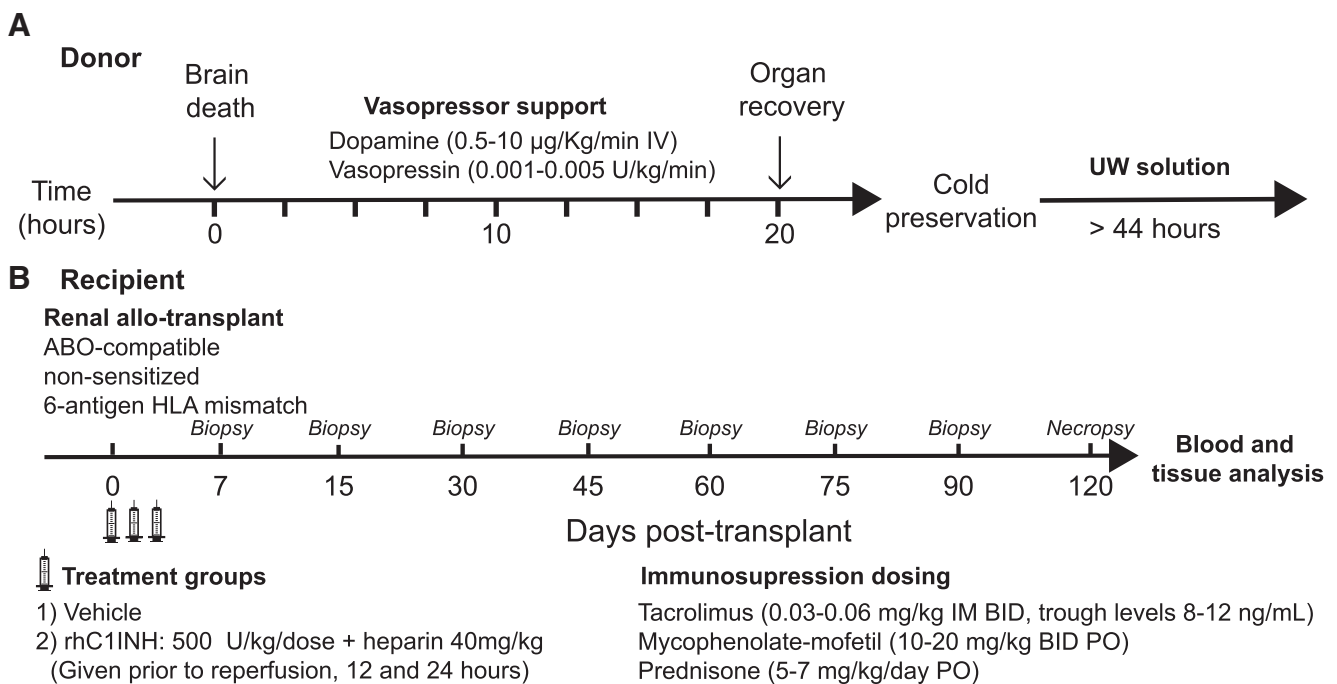 A
Donor
Brain
death
Vasopressor support
Dopamine (0.5-10 µg/Kg/min IV)
Vasopressin (0.001-0.005 U/kg/min)
Organ
recovery
Time
(hours)
0
10
20
Cold
preservation
UW solution
> 44 hours
B Recipient
Renal allo-transplant
ABO-compatible
non-sensitized
6-antigen HLA mismatch
Biopsy Biopsy Biopsy Biopsy Biopsy Biopsy Biopsy Necropsy
0 7 15 30 45 60 75 90 120
Blood and
tissue analysis
Days post-transplant
Treatment groups
1) Vehicle
2) rhC1INH: 500 U/kg/dose + heparin 40mg/kg
(Given prior to reperfusion, 12 and 24 hours)
Immunosupression dosing
Tacrolimus (0.03-0.06 mg/kg IM BID, trough levels 8-12 ng/mL)
Mycophenolate-mofetil (10-20 mg/kg BID PO)
Prednisone (5-7 mg/kg/day PO)